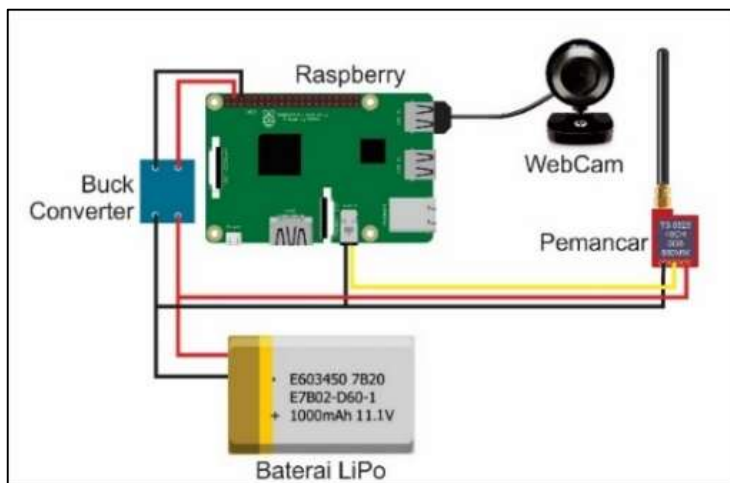 Raspberry
WebCam
Buck
Converter
Pemancar
E603450 7B20
E7B02-D60-1
+ 1000mAh 11.1V
Baterai LiPo